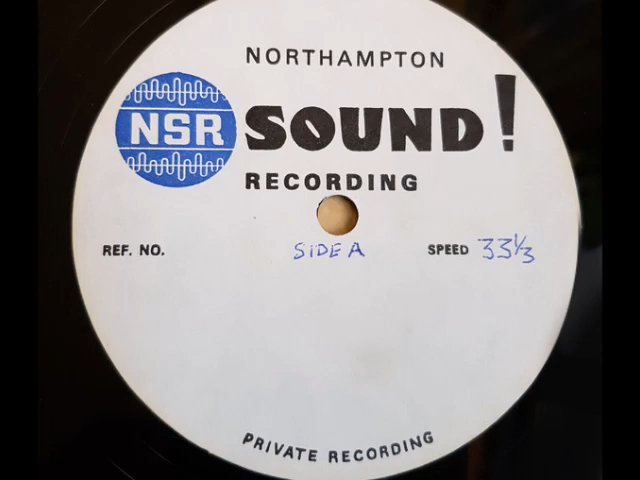 NORTHAMPTON
NSR SOUND!
RECORDING
REF. NO. SIDE A SPEED 33⅓
PRIVATE RECORDING